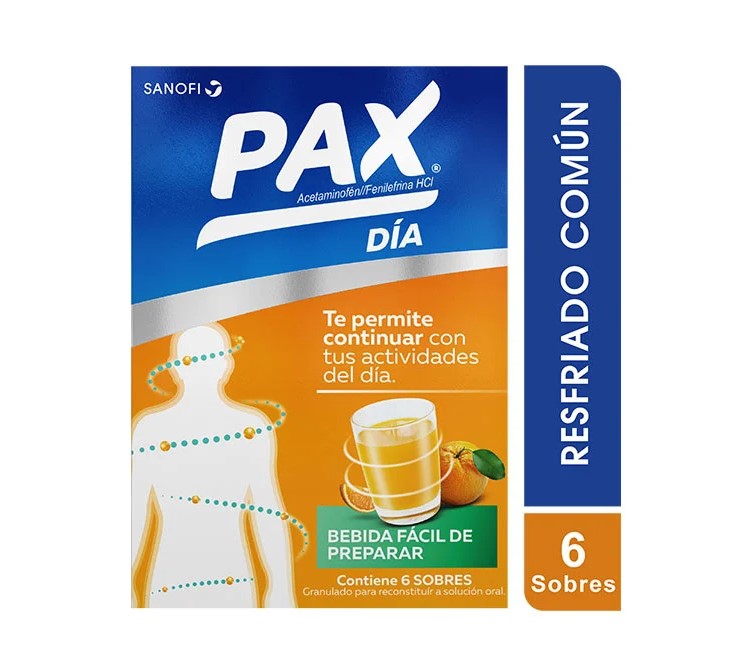 SANOFI
PAX®
Acetaminofén//Fenilefrina HCl
DÍA
Te permite
continuar con
tus actividades
del día.
BEBIDA FÁCIL DE
PREPARAR
Contiene 6 SOBRES
Granulado para reconstituir a solución oral.
RESFRIADO COMÚN
6
Sobres